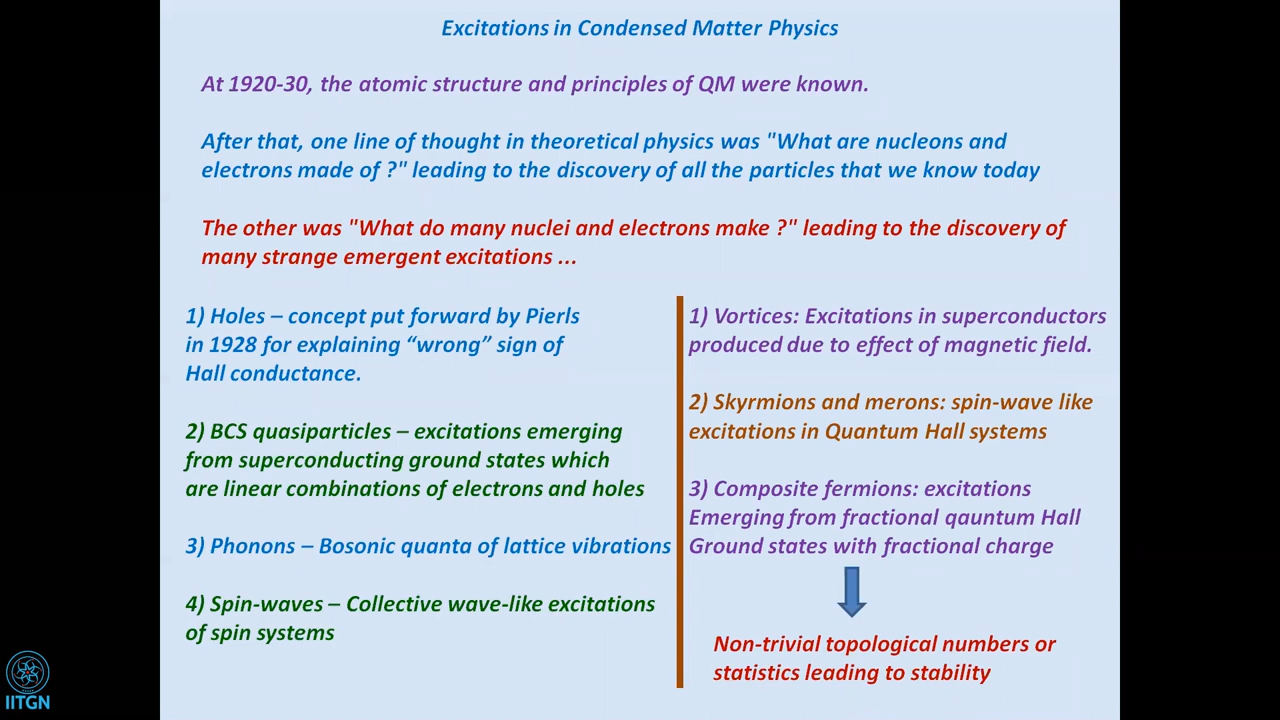 Excitations in Condensed Matter Physics
At 1920-30, the atomic structure and principles of QM were known.
After that, one line of thought in theoretical physics was "What are nucleons and
electrons made of ?" leading to the discovery of all the particles that we know today
The other was "What do many nuclei and electrons make ?" leading to the discovery of
many strange emergent excitations ...
1) Holes – concept put forward by Pierls
in 1928 for explaining “wrong” sign of
Hall conductance.
2) BCS quasiparticles – excitations emerging
from superconducting ground states which
are linear combinations of electrons and holes
3) Phonons – Bosonic quanta of lattice vibrations
4) Spin-waves – Collective wave-like excitations
of spin systems
1) Vortices: Excitations in superconductors
produced due to effect of magnetic field.
2) Skyrmions and merons: spin-wave like
excitations in Quantum Hall systems
3) Composite fermions: excitations
Emerging from fractional qauntum Hall
Ground states with fractional charge
Non-trivial topological numbers or
statistics leading to stability
IITGN